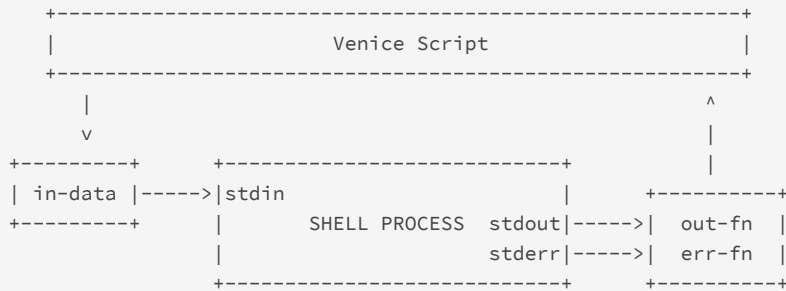 Venice Script
in-data
stdin
SHELL PROCESS stdout
stderr
out-fn
err-fn